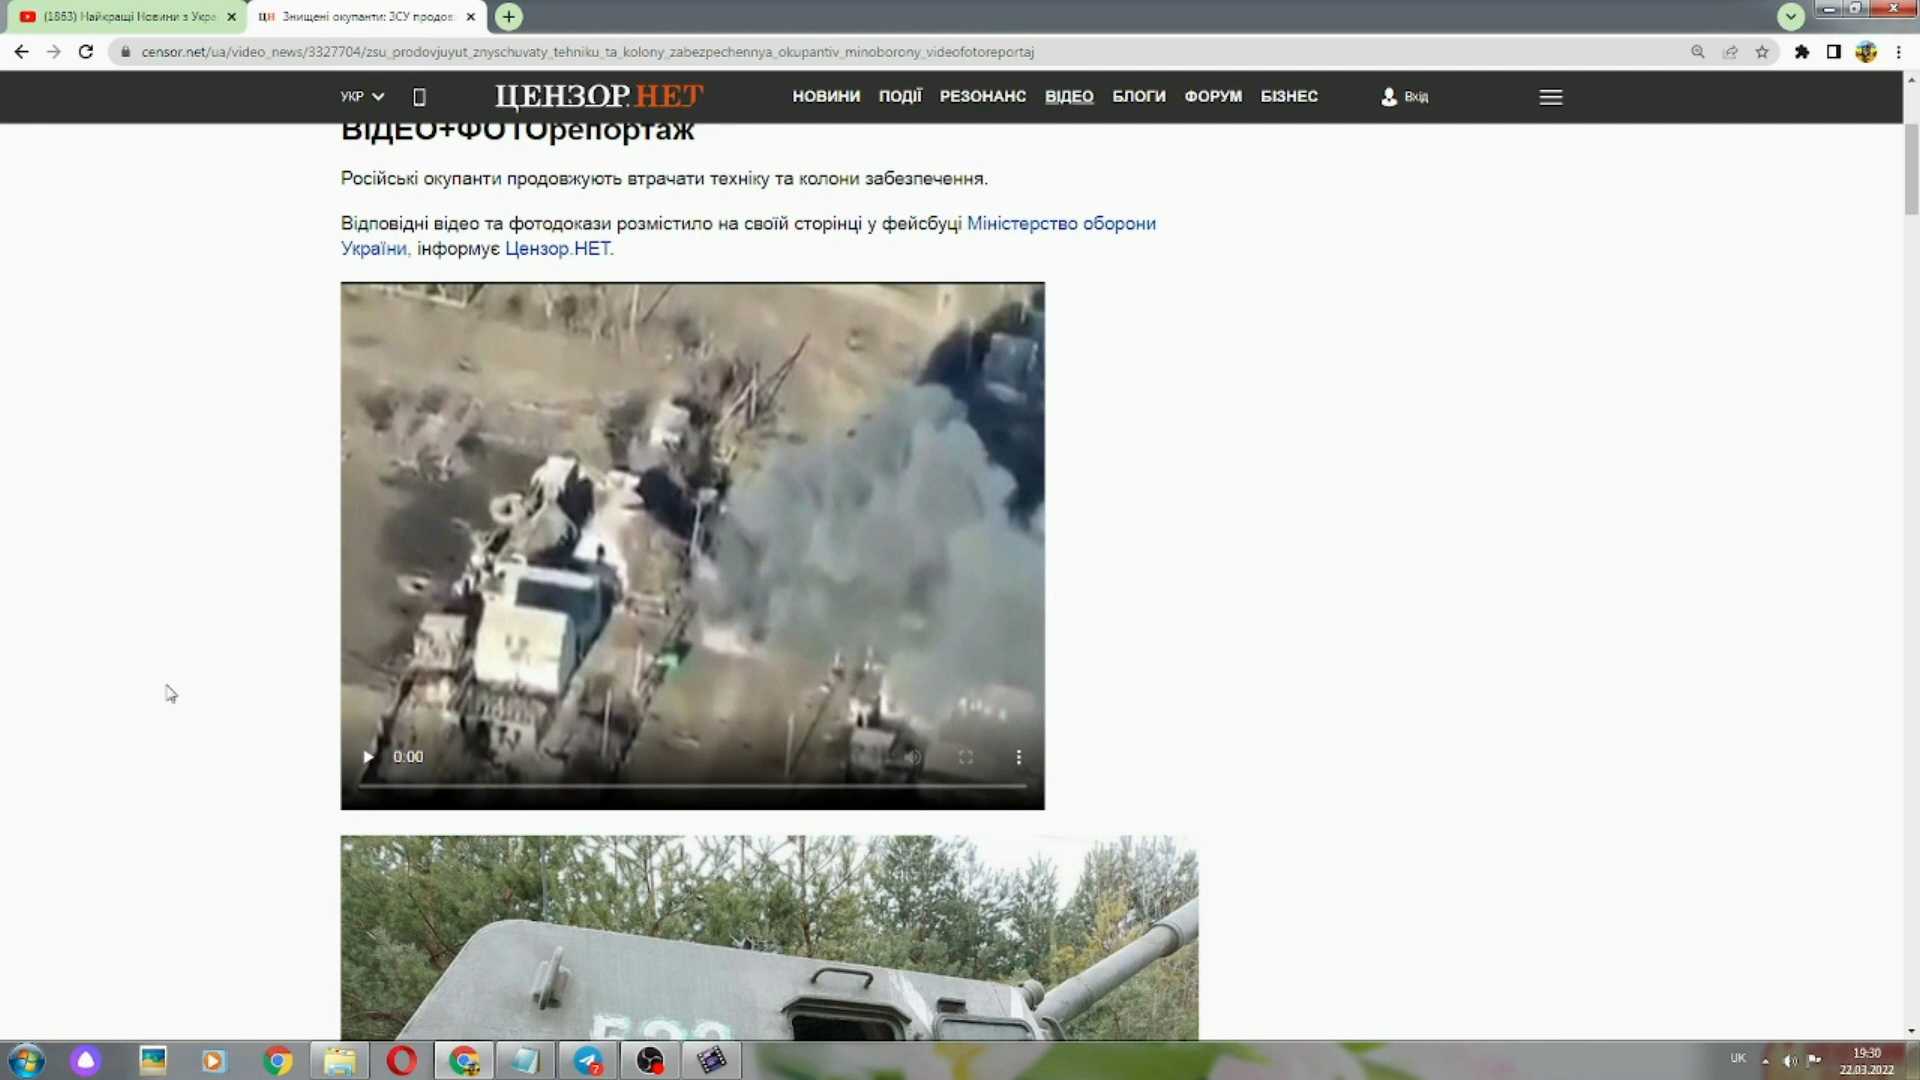 (1863) Найкращі Новини з Укра
ЦН Знищені окупанти: ЗСУ продов
censor.net/ua/video_news/3327704/zsu_prodovjuyut_znyschuvaty_tehniku_ta_kolony_zabezpechennya_okupantiv_minoborony_videofotoreportaj
УКР
ЦЕНЗОР.НЕТ
НОВИНИ ПОДІЇ РЕЗОНАНС ВІДЕО БЛОГИ ФОРУМ БІЗНЕС
Вхід
ВІДЕО+ФОТОрепортаж
Російські окупанти продовжують втрачати техніку та колони забезпечення.
Відповідні відео та фотодокази розмістило на своїй сторінці у фейсбуці Міністерство оборони
України, інформує Цензор.НЕТ.
0:00
7
UK
19:30
22.03.2022